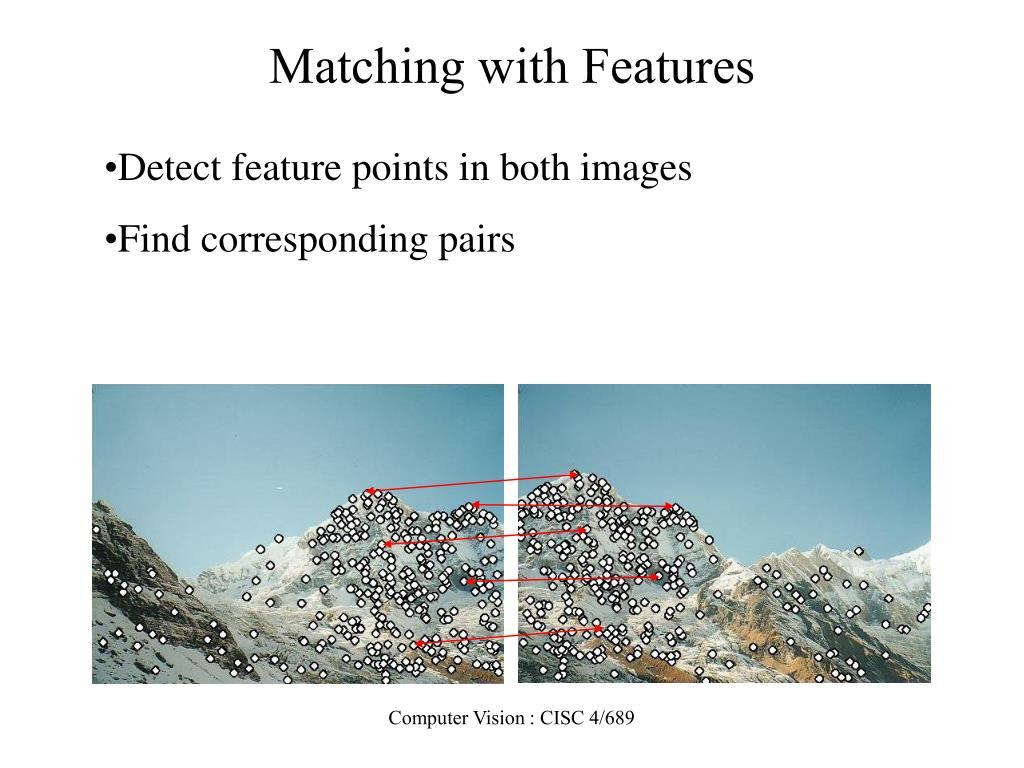 Matching with Features
•Detect feature points in both images
•Find corresponding pairs
Computer Vision : CISC 4/689